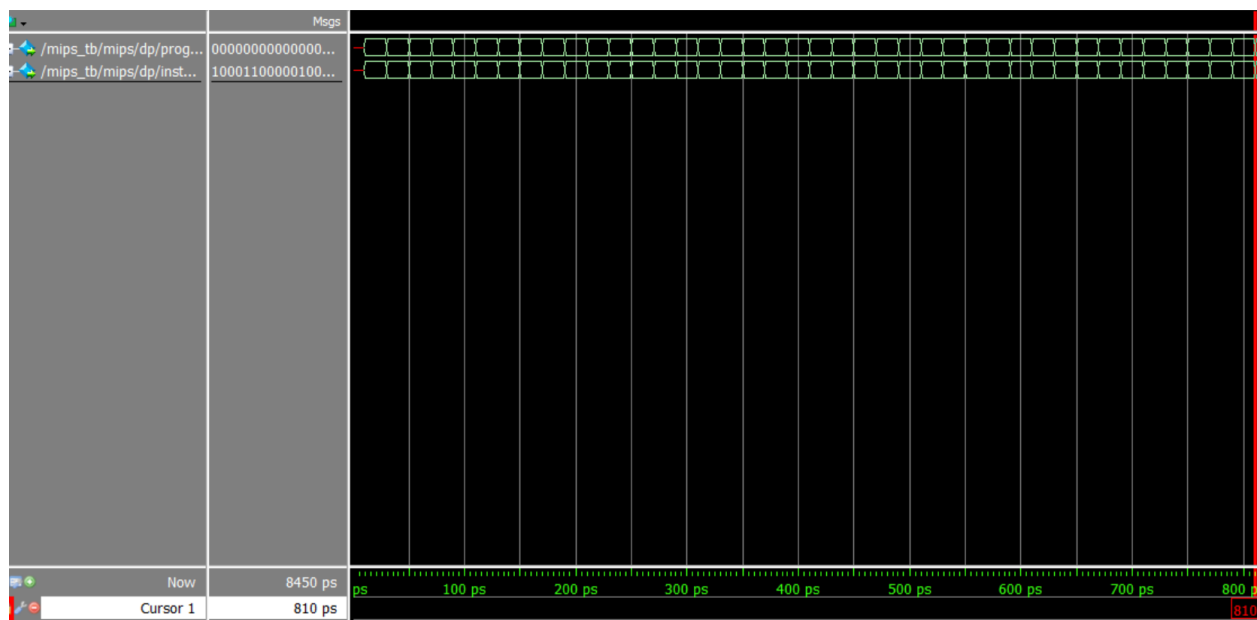 Msgs
/mips_tb/mips/dp/prog... 00000000000000...
/mips_tb/mips/dp/inst... 10001100000100...
Now 8450 ps
ps 100 ps 200 ps 300 ps 400 ps 500 ps 600 ps 700 ps 800 p
Cursor 1 810 ps 810